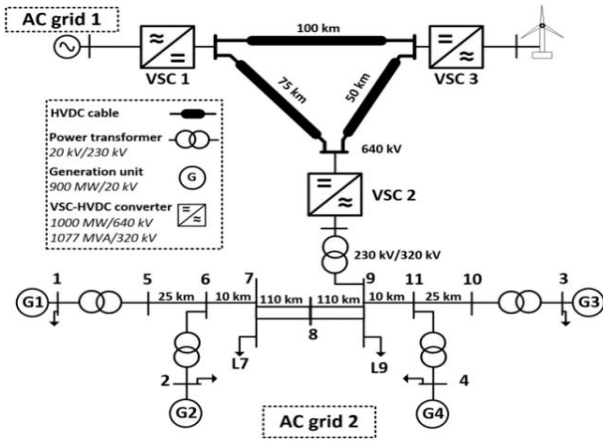 AC grid 1
100 km
VSC 1
VSC 3
75 km
50 km
HVDC cable
Power transformer
20 kV/230 kV
Generation unit
900 MW/20 kV
G
VSC-HVDC converter
1000 MW/640 kV
1077 MVA/320 kV
640 kV
VSC 2
230 kV/320 kV
1
5
6
7
9
11
10
3
G1
25 km
10 km
110 km
110 km
10 km
25 km
G3
8
L7
L9
2
4
G2
G4
AC grid 2